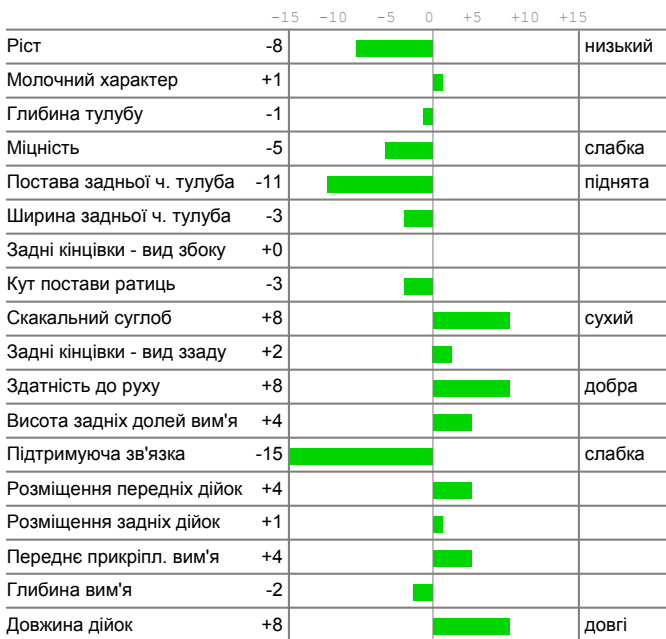 -15 -10 -5 0 +5 +10 +15
Ріст -8 низький
Молочний характер +1
Глибина тулубу -1
Міцність -5 слабка
Постава задньої ч. тулуба -11 піднята
Ширина задньої ч. тулуба -3
Задні кінцівки - вид збоку +0
Кут постави ратиць -3
Скакальний суглоб +8 сухий
Задні кінцівки - вид ззаду +2
Здатність до руху +8 добра
Висота задніх долей вим'я +4
Підтримуюча зв'язка -15 слабка
Розміщення передніх дійок +4
Розміщення задніх дійок +1
Переднє прикріпл. вим'я +4
Глибина вим'я -2
Довжина дійок +8 довгі